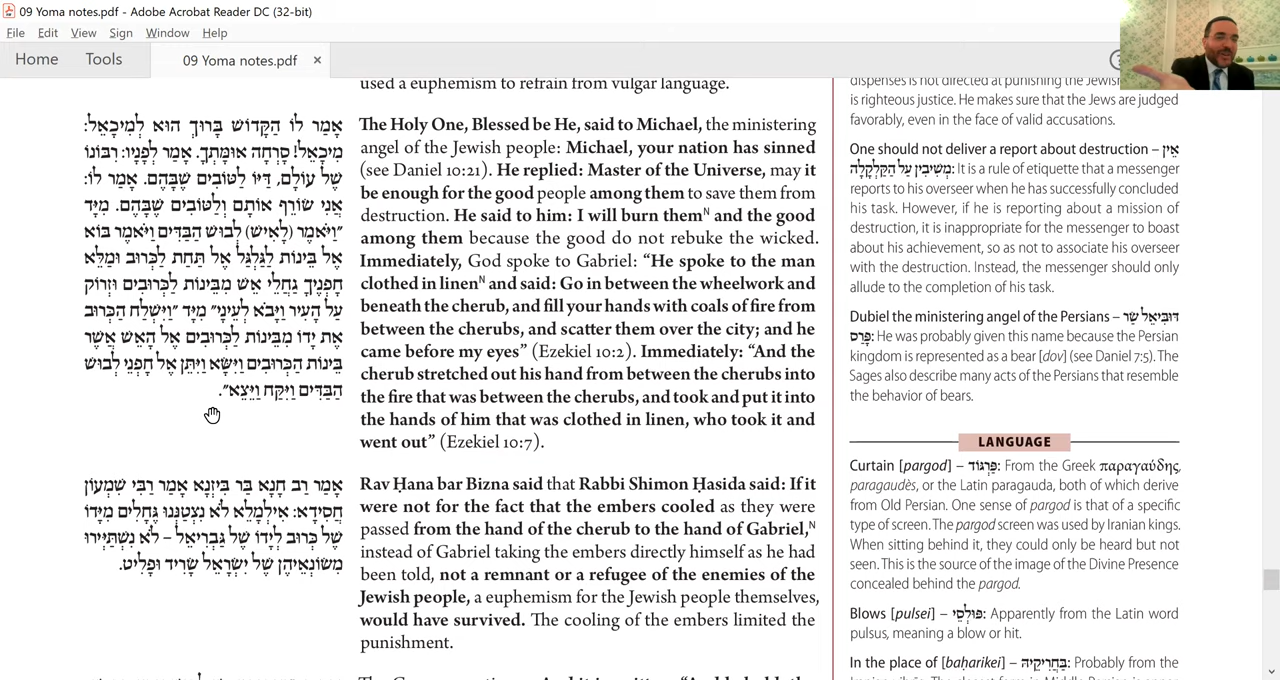 09 Yoma notes.pdf - Adobe Acrobat Reader DC (32-bit)
File Edit View Sign Window Help
Home Tools 09 Yoma notes.pdf ×
used a euphemism to refrain from vulgar language.
אָמַר לוֹ הַקָּדוֹשׁ בָּרוּךְ הוּא לְמִיכָאֵל:
מִיכָאֵל! סָרְחָה אוּמָּתְךָ. אָמַר לְפָנָיו: רִבּוֹנוֹ
שֶׁל עוֹלָם, דַּיּוֹ לַטּוֹבִים שֶׁבָּהֶם. אָמַר לוֹ:
אֲנִי שׂוֹרֵף אוֹתָם וְלַטּוֹבִים שֶׁבָּהֶם. מִיָּד
״וַיֹּאמֶר (לָאִישׁ) לְבוּשׁ הַבַּדִּים וַיֹּאמֶר בּוֹא
אֶל בֵּינוֹת לַגַּלְגַּל אֶל תַּחַת לַכְּרוּב וּמַלֵּא
חָפְנֶיךָ גַחֲלֵי אֵשׁ מִבֵּינוֹת לַכְּרוּבִים וּזְרוֹק
עַל הָעִיר וַיָּבֹא לְעֵינָי״ מִיָּד ״וַיִּשְׁלַח הַכְּרוּב
אֶת יָדוֹ מִבֵּינוֹת לַכְּרוּבִים אֶל הָאֵשׁ אֲשֶׁר
בֵּינוֹת הַכְּרוּבִים וַיִּשָּׂא וַיִּתֵּן אֶל חָפְנֵי לְבוּשׁ
הַבַּדִּים וַיִּקַּח וַיֵּצֵא״.
The Holy One, Blessed be He, said to Michael, the ministering
angel of the Jewish people: Michael, your nation has sinned
(see Daniel 10:21). He replied: Master of the Universe, may it
be enough for the good people among them to save them from
destruction. He said to him: I will burn themᴺ and the good
among them because the good do not rebuke the wicked.
Immediately, God spoke to Gabriel: “He spoke to the man
clothed in linenᴺ and said: Go in between the wheelwork and
beneath the cherub, and fill your hands with coals of fire from
between the cherubs, and scatter them over the city; and he
came before my eyes” (Ezekiel 10:2). Immediately: “And the
cherub stretched out his hand from between the cherubs into
the fire that was between the cherubs, and took and put it into
the hands of him that was clothed in linen, who took it and
went out” (Ezekiel 10:7).
אָמַר רַב חָנָא בַּר בִּיזְנָא אָמַר רַבִּי שִׁמְעוֹן
חֲסִידָא: אִילְמָלֵא לֹא נִצְטַנְּנוּ גֶּחָלִים מִיָּדוֹ
שֶׁל כְּרוּב לְיָדוֹ שֶׁל גַּבְרִיאֵל – לֹא נִשְׁתַּיְּירוּ
מִשּׂוֹנְאֵיהֶן שֶׁל יִשְׂרָאֵל שָׂרִיד וּפָלִיט.
Rav Ḥana bar Bizna said that Rabbi Shimon Ḥasida said: If it
were not for the fact that the embers cooled as they were
passed from the hand of the cherub to the hand of Gabriel,ᴺ
instead of Gabriel taking the embers directly himself as he had
been told, not a remnant or a refugee of the enemies of the
Jewish people, a euphemism for the Jewish people themselves,
would have survived. The cooling of the embers limited the
punishment.
dispenses is not directed at punishing the Jewish
is righteous justice. He makes sure that the Jews are judged
favorably, even in the face of valid accusations.
One should not deliver a report about destruction – אֵין
מְשִׁיבִין עַל הַקַּלְקָלָה: It is a rule of etiquette that a messenger
reports to his overseer when he has successfully concluded
his task. However, if he is reporting about a mission of
destruction, it is inappropriate for the messenger to boast
about his achievement, so as not to associate his overseer
with the destruction. Instead, the messenger should only
allude to the completion of his task.
Dubiel the ministering angel of the Persians – דּוּבִּיאֵל שַׂר
פָּרַס: He was probably given this name because the Persian
kingdom is represented as a bear [dov] (see Daniel 7:5). The
Sages also describe many acts of the Persians that resemble
the behavior of bears.
LANGUAGE
Curtain [pargod] – פַּרְגּוֹד: From the Greek παραγαύδης,
paragaudès, or the Latin paragauda, both of which derive
from Old Persian. One sense of pargod is that of a specific
type of screen. The pargod screen was used by Iranian kings.
When sitting behind it, they could only be heard but not
seen. This is the source of the image of the Divine Presence
concealed behind the pargod.
Blows [pulsei] – פּוּלְסֵי: Apparently from the Latin word
pulsus, meaning a blow or hit.
In the place of [baḥarikei] – בַּחֲרִיקֵיהּ: Probably from the